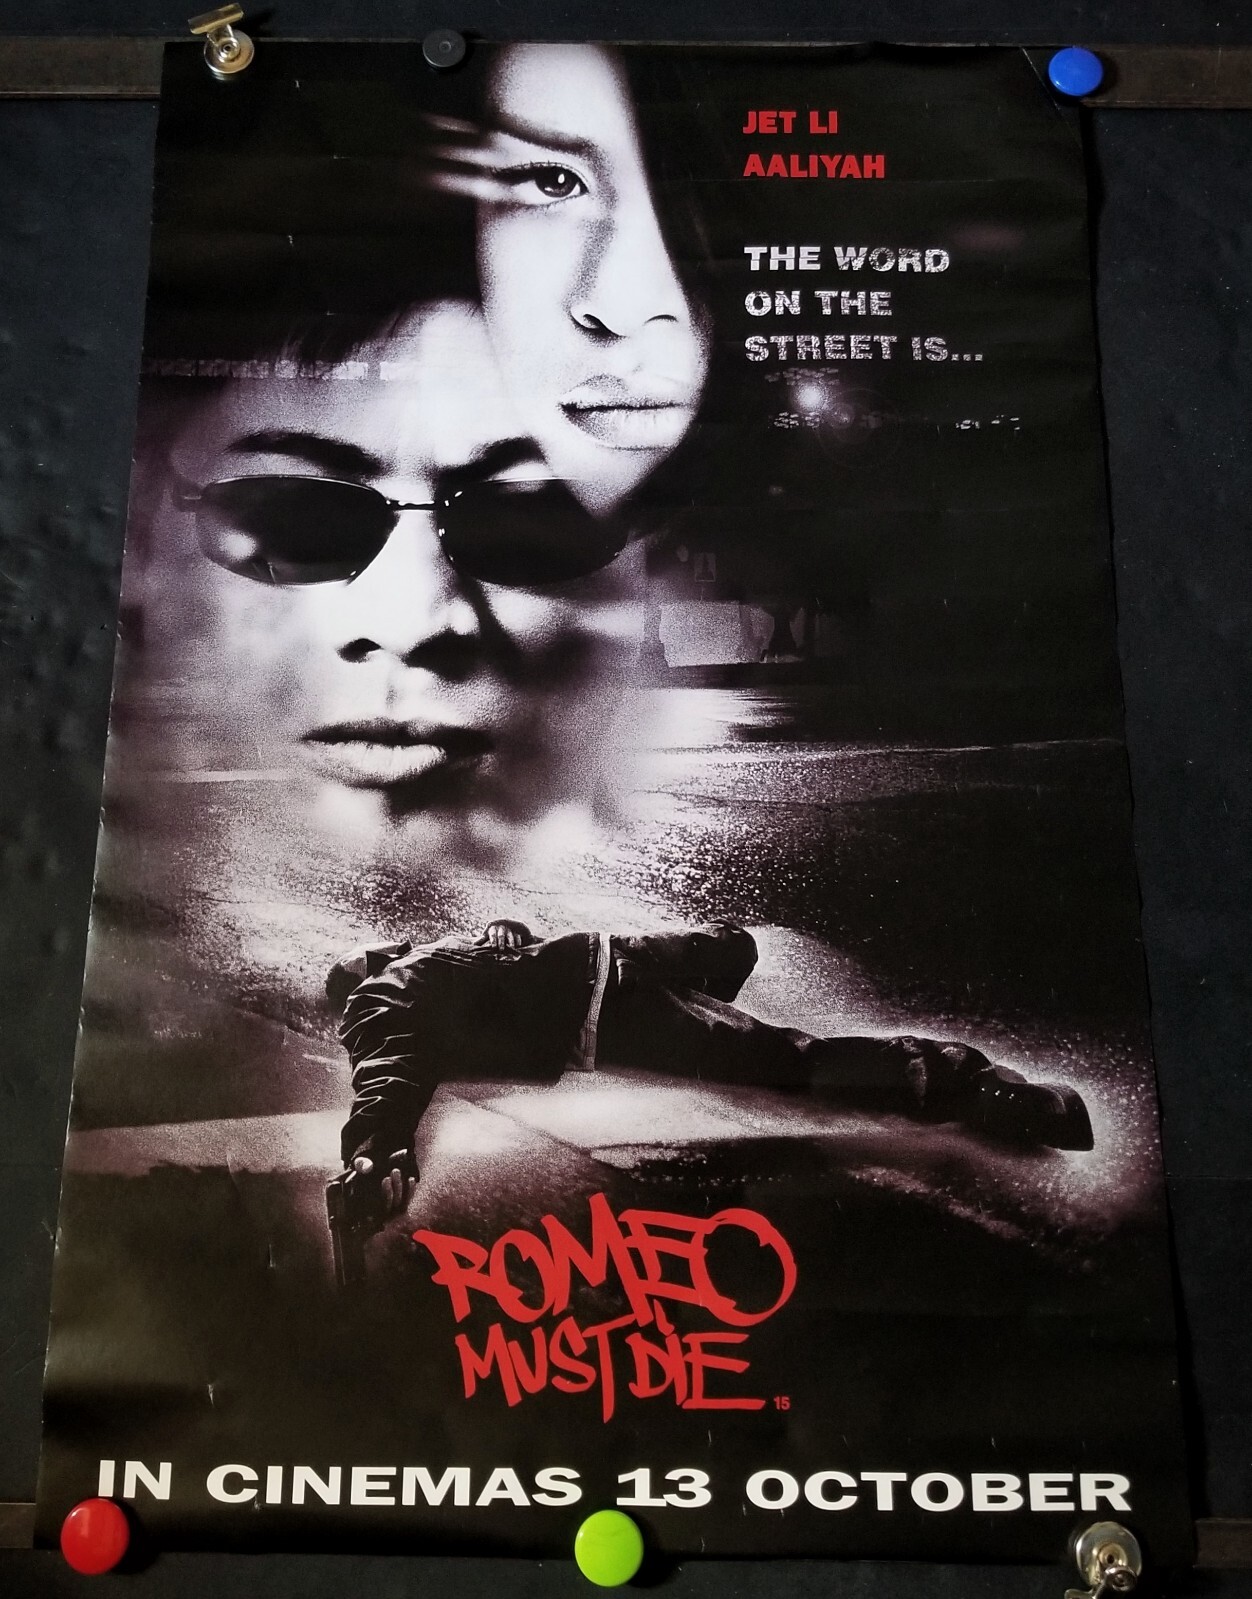 JET LI
AALIYAH
THE WORD
ON THE
STREET IS...
ROMEO
MUST DIE
15
IN CINEMAS 13 OCTOBER